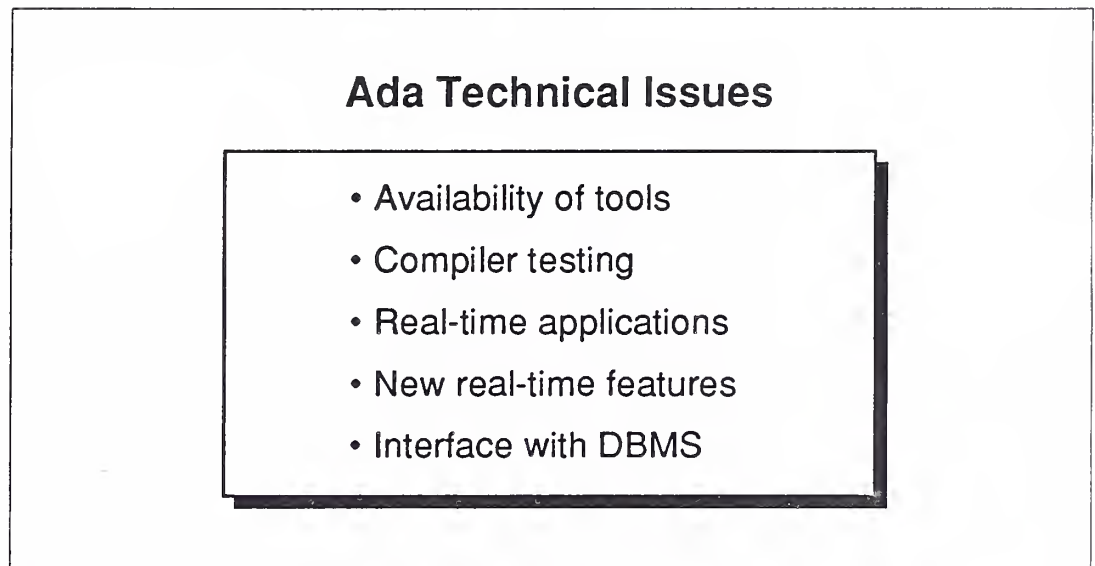 Ada Technical Issues
• Availability of tools
• Compiler testing
• Real-time applications
• New real-time features
• Interface with DBMS